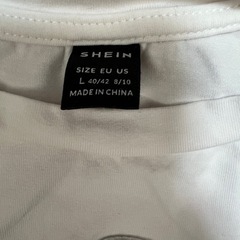 SHEIN
SIZE EU US
L 40/42 8/10
MADE IN CHINA